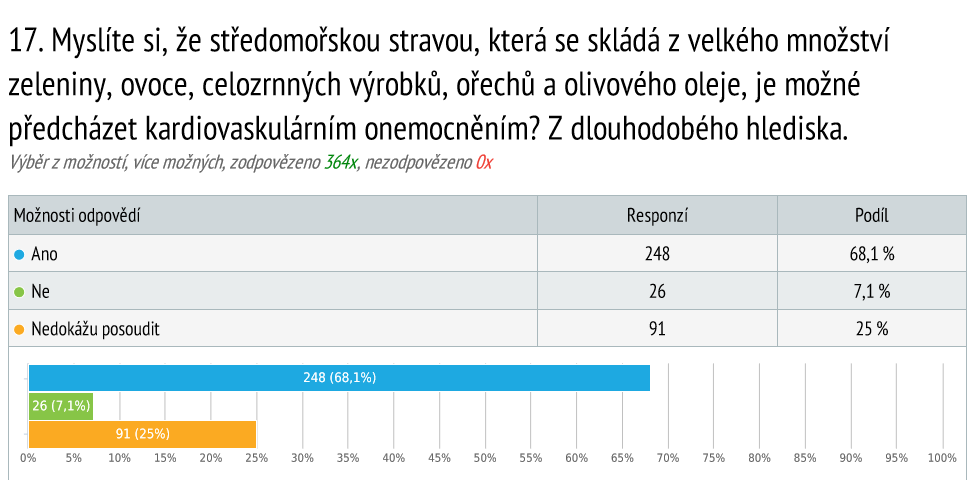 17. Myslíte si, že středomořskou stravou, která se skládá z velkého množství
zeleniny, ovoce, celozrnných výrobků, ořechů a olivového oleje, je možné
předcházet kardiovaskulárním onemocněním? Z dlouhodobého hlediska.
Výběr z možností, více možných, zodpovězeno 364x, nezodpovězeno 0x
Možnosti odpovědí Responzí Podíl
Ano 248 68,1 %
Ne 26 7,1 %
Nedokážu posoudit 91 25 %
248 (68,1%)
26 (7,1%)
91 (25%)
0% 5% 10% 15% 20% 25% 30% 35% 40% 45% 50% 55% 60% 65% 70% 75% 80% 85% 90% 95% 100%